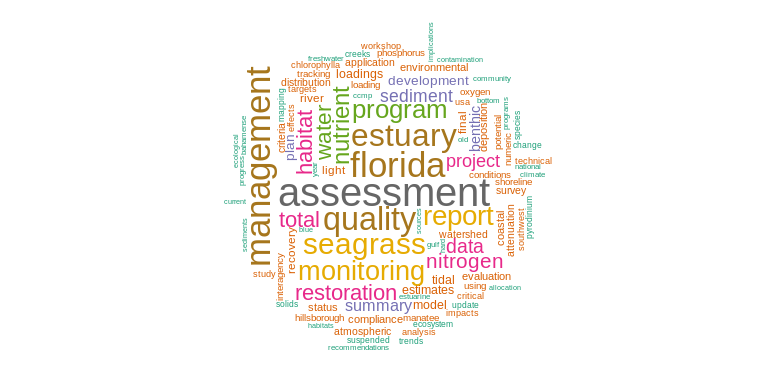 implications
workshop
creeks phosphorus
freshwater
chlorophylla application
contamination
environmental
tracking loadings
distribution
loading
development
community
targets
mapping
nutrient
sediment
oxygen
bottom
river
ccmp
program
usa
programs
species
management
bahamense
criteria
effects
plan
water
habitat
estuary
final
old
benthic
deposition
potential
numeric
change
ecological
progress
year
light
florida
project
technical
national
climate
conditions
shoreline
survey
assessment
current
total
blue
quality
sources
report
coastal
attenuation
southwest
pyrodinium
sediments
recovery
seagrass
gulf
hard
watershed
data
nitrogen
study
interagency
monitoring
tidal
evaluation
using
allocation
restoration
estimates
critical
solids
status
summary
estuarine
model
update
impacts
hillsborough
compliance
manatee
habitats
ecosystem
atmospheric
analysis
suspended
trends
recommendations